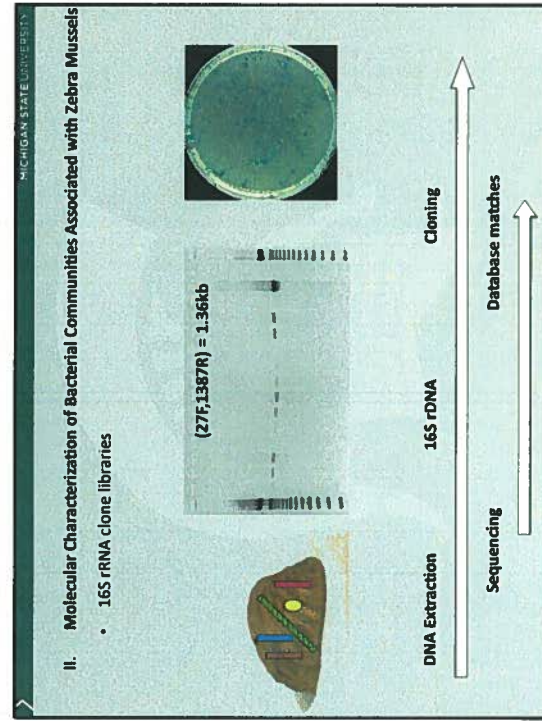 MICHIGAN STATE UNIVERSITY
II. Molecular Characterization of Bacterial Communities Associated with Zebra Mussels
• 16S rRNA clone libraries
(27F,1387R) = 1.36kb
DNA Extraction 16S rDNA Cloning
Sequencing Database matches